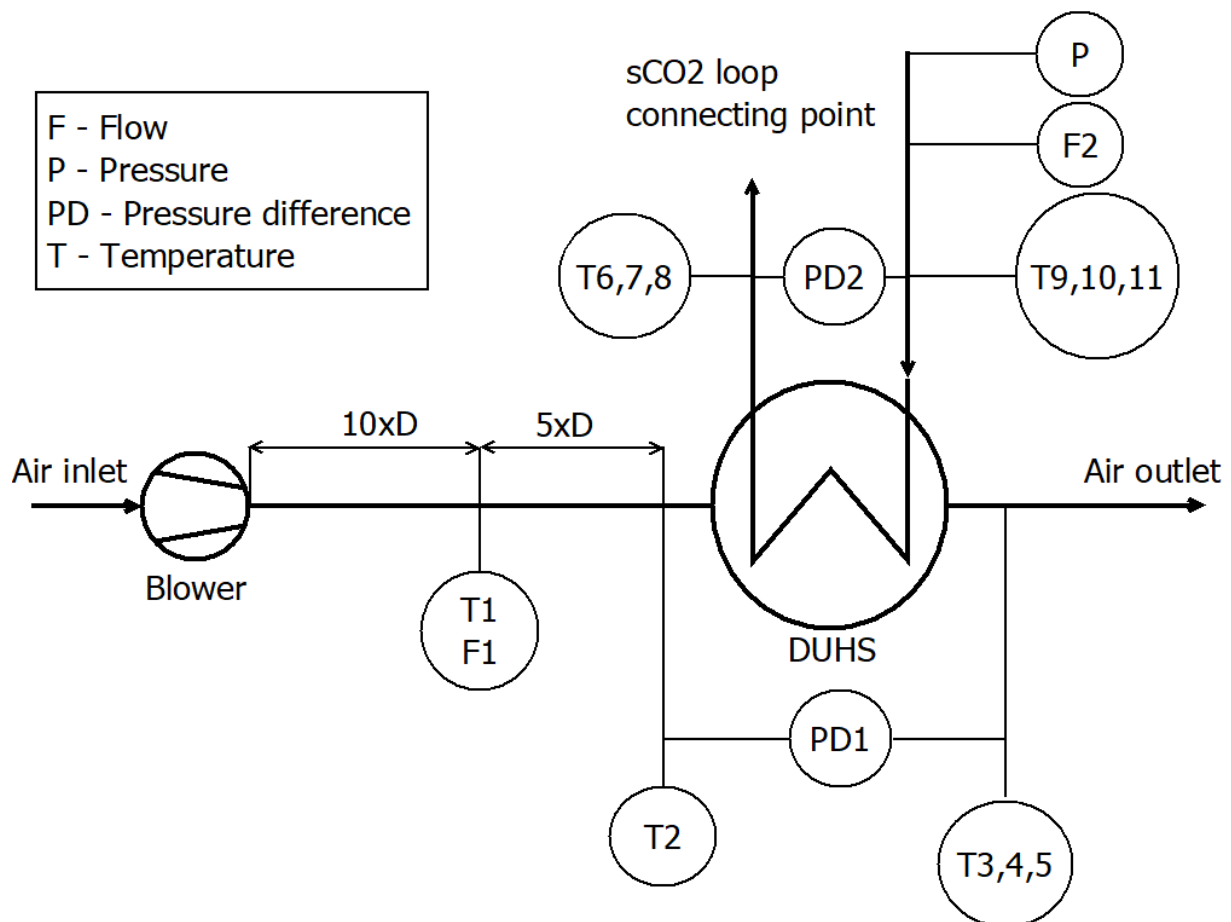 F - Flow
P - Pressure
PD - Pressure difference
T - Temperature
sCO2 loop
connecting point
P
F2
T6,7,8
PD2
T9,10,11
10xD
5xD
Air inlet
Air outlet
Blower
T1
F1
DUHS
PD1
T2
T3,4,5